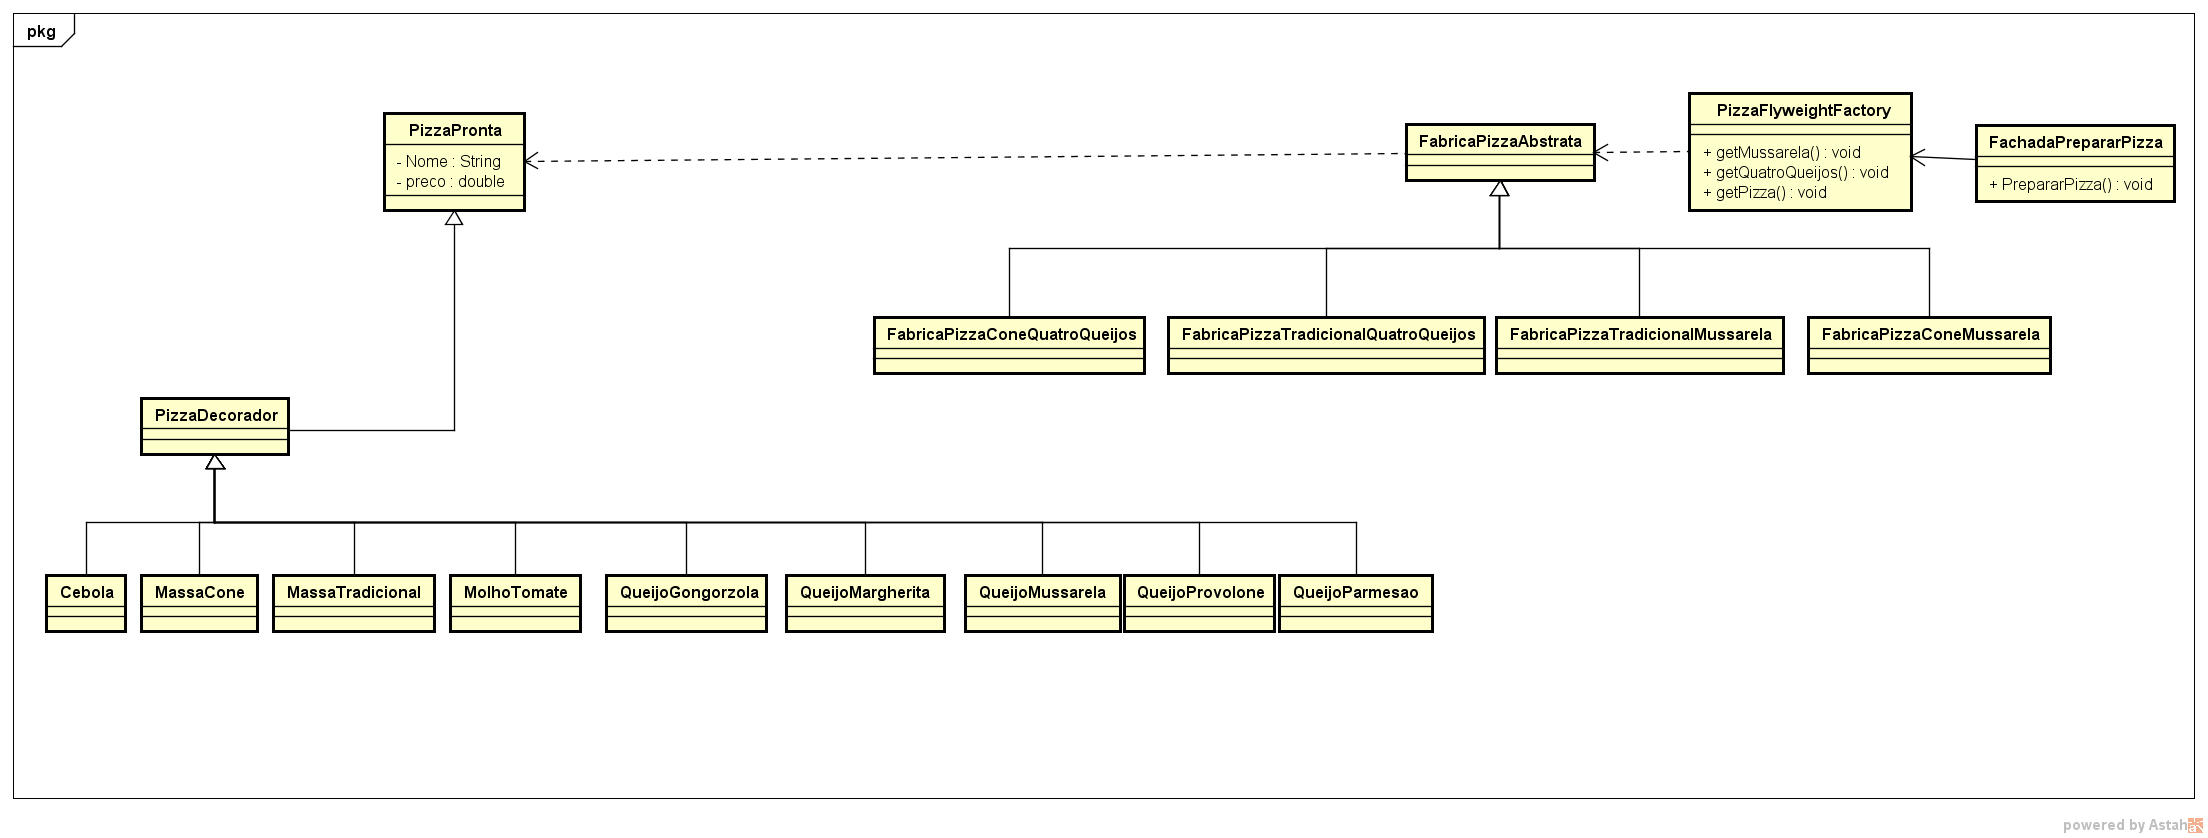 pkg
PizzaPronta
- Nome : String
- preco : double
FabricaPizzaAbstrata
PizzaFlyweightFactory
+ getMussarela() : void
+ getQuatroQueijos() : void
+ getPizza() : void
FachadaPrepararPizza
+ PrepararPizza() : void
FabricaPizzaConeQuatroQueijos
FabricaPizzaTradicionalQuatroQueijos
FabricaPizzaTradicionalMussarela
FabricaPizzaConeMussarela
PizzaDecorador
Cebola
MassaCone
MassaTradicional
MolhoTomate
QueijoGongorzola
QueijoMargherita
QueijoMussarela
QueijoProvolone
QueijoParmesao
powered by Astah